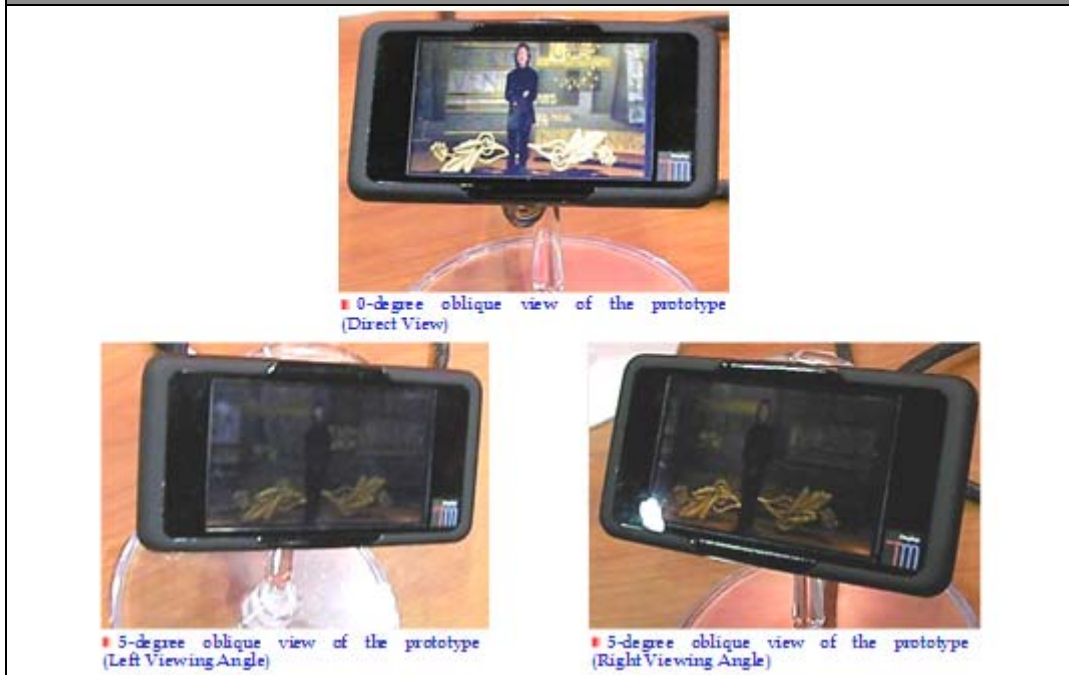 0-degree oblique view of the prototype
(Direct View)
5-degree oblique view of the prototype
(Left Viewing Angle)
5-degree oblique view of the prototype
(Right Viewing Angle)